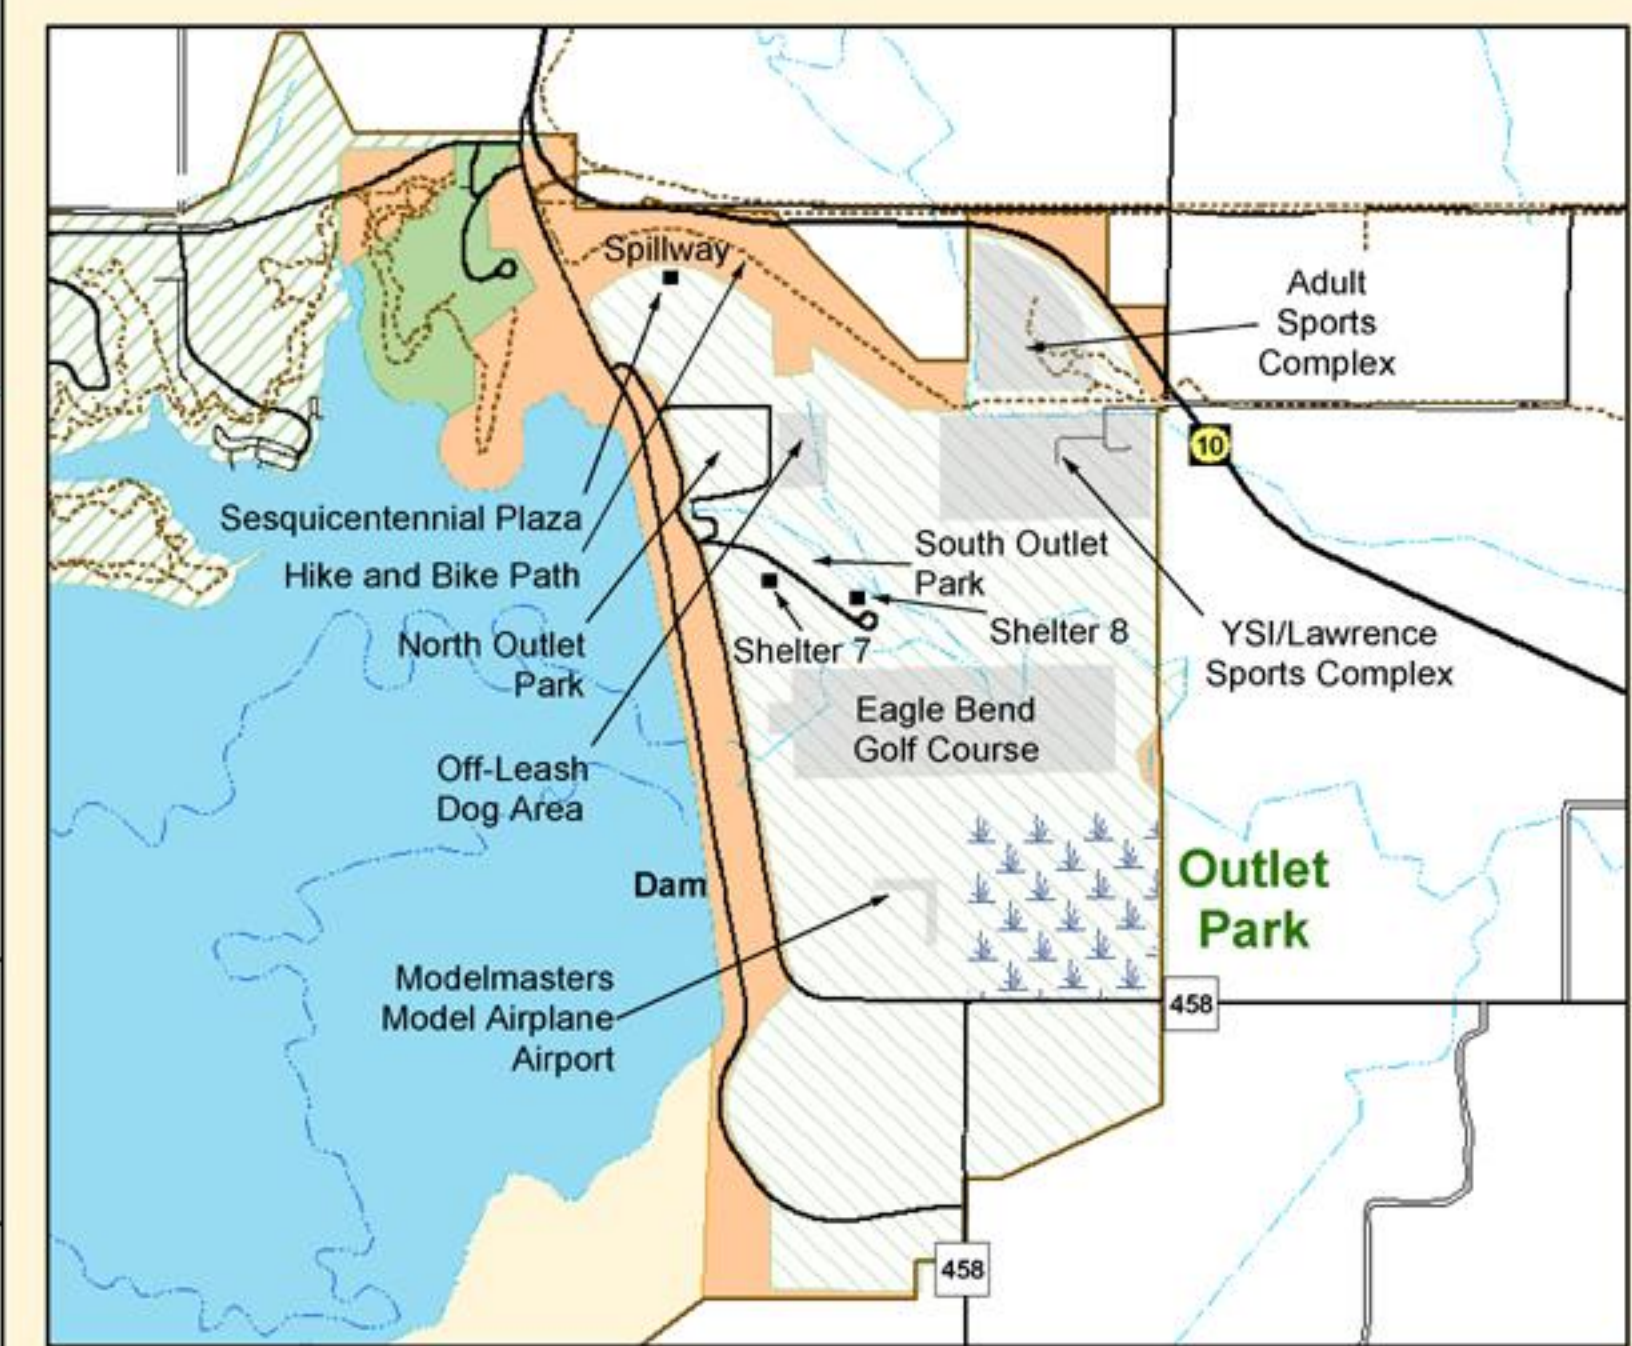 Spillway
Adult
Sports
Complex
10
Sesquicentennial Plaza
Hike and Bike Path
South Outlet
Park
North Outlet
Park
Shelter 7
Shelter 8
YSI/Lawrence
Sports Complex
Eagle Bend
Golf Course
Off-Leash
Dog Area
Dam
Outlet
Park
Modelmasters
Model Airplane
Airport
458
458